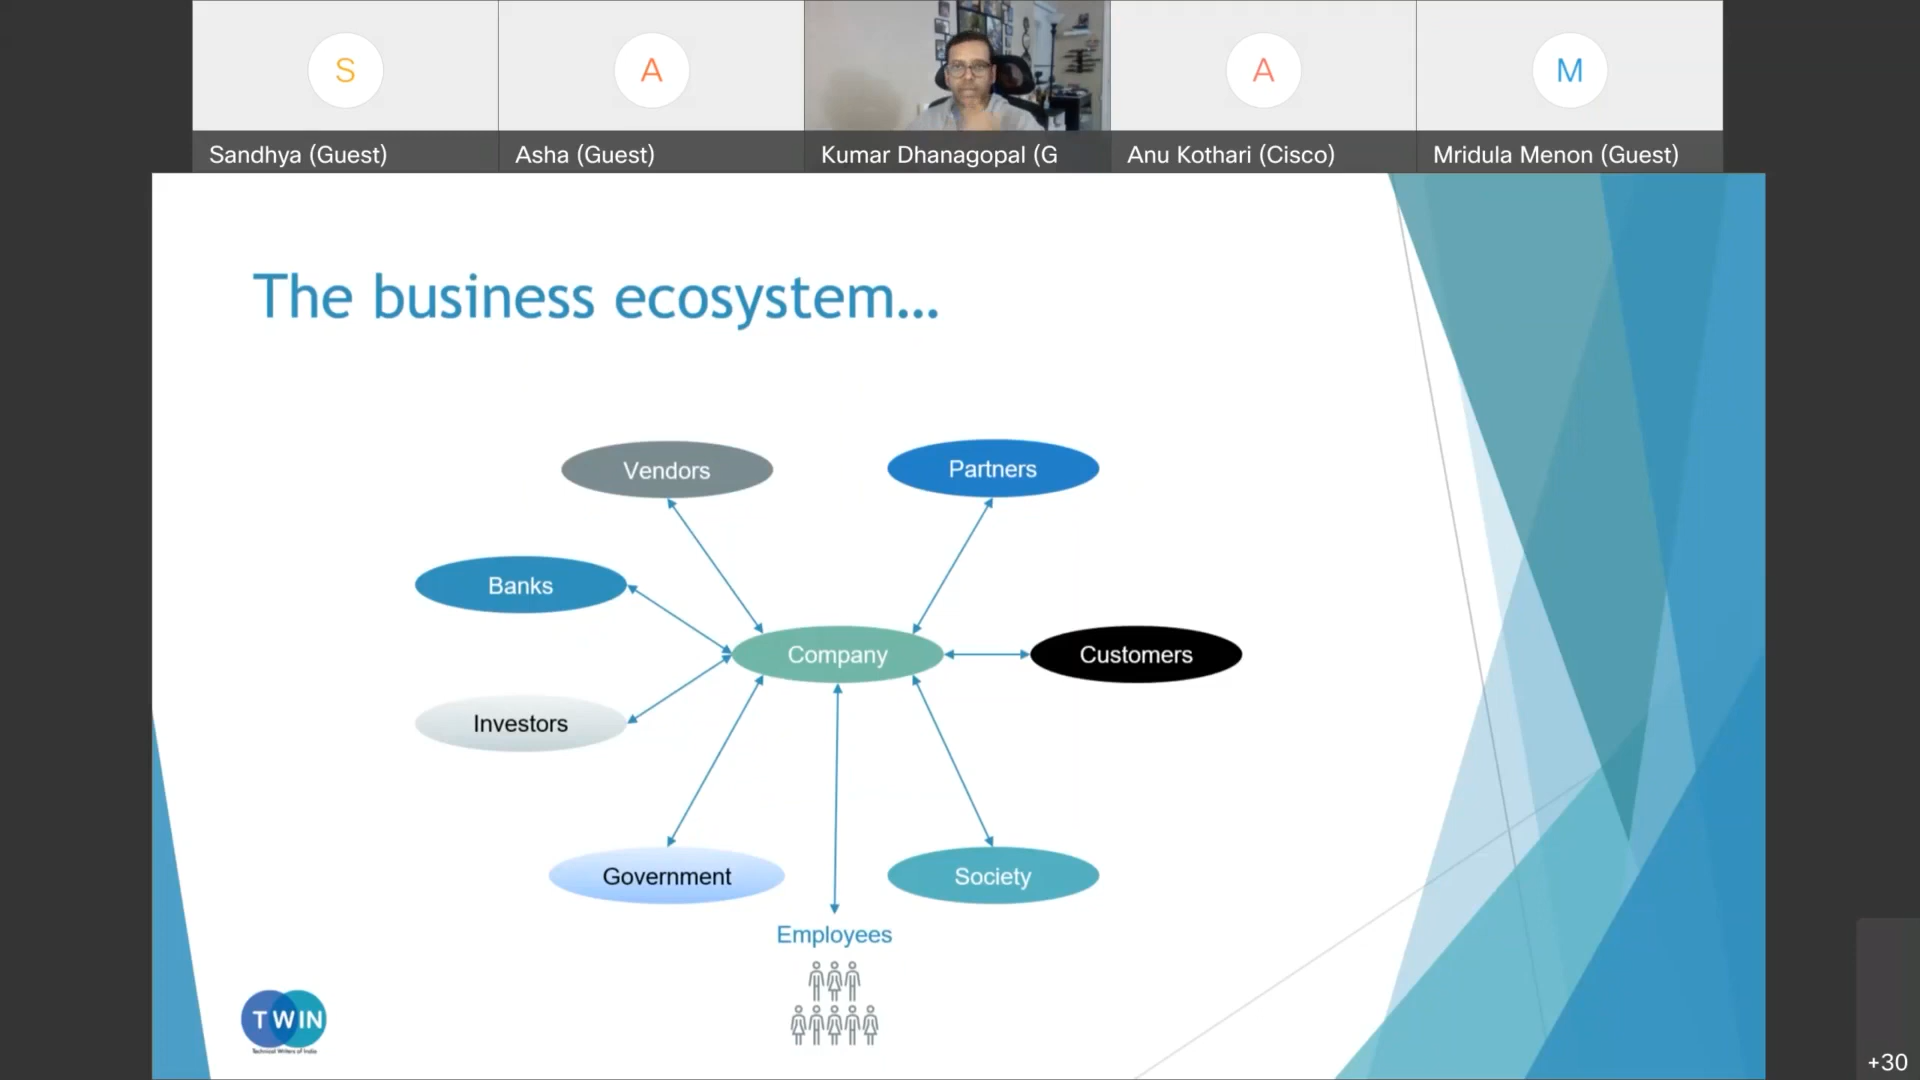 S
A
A
M
Sandhya (Guest)
Asha (Guest)
Kumar Dhanagopal (G
Anu Kothari (Cisco)
Mridula Menon (Guest)
The business ecosystem...
Vendors
Partners
Banks
Company
Customers
Investors
Government
Society
Employees
TWIN
Technical Writers of India
+30